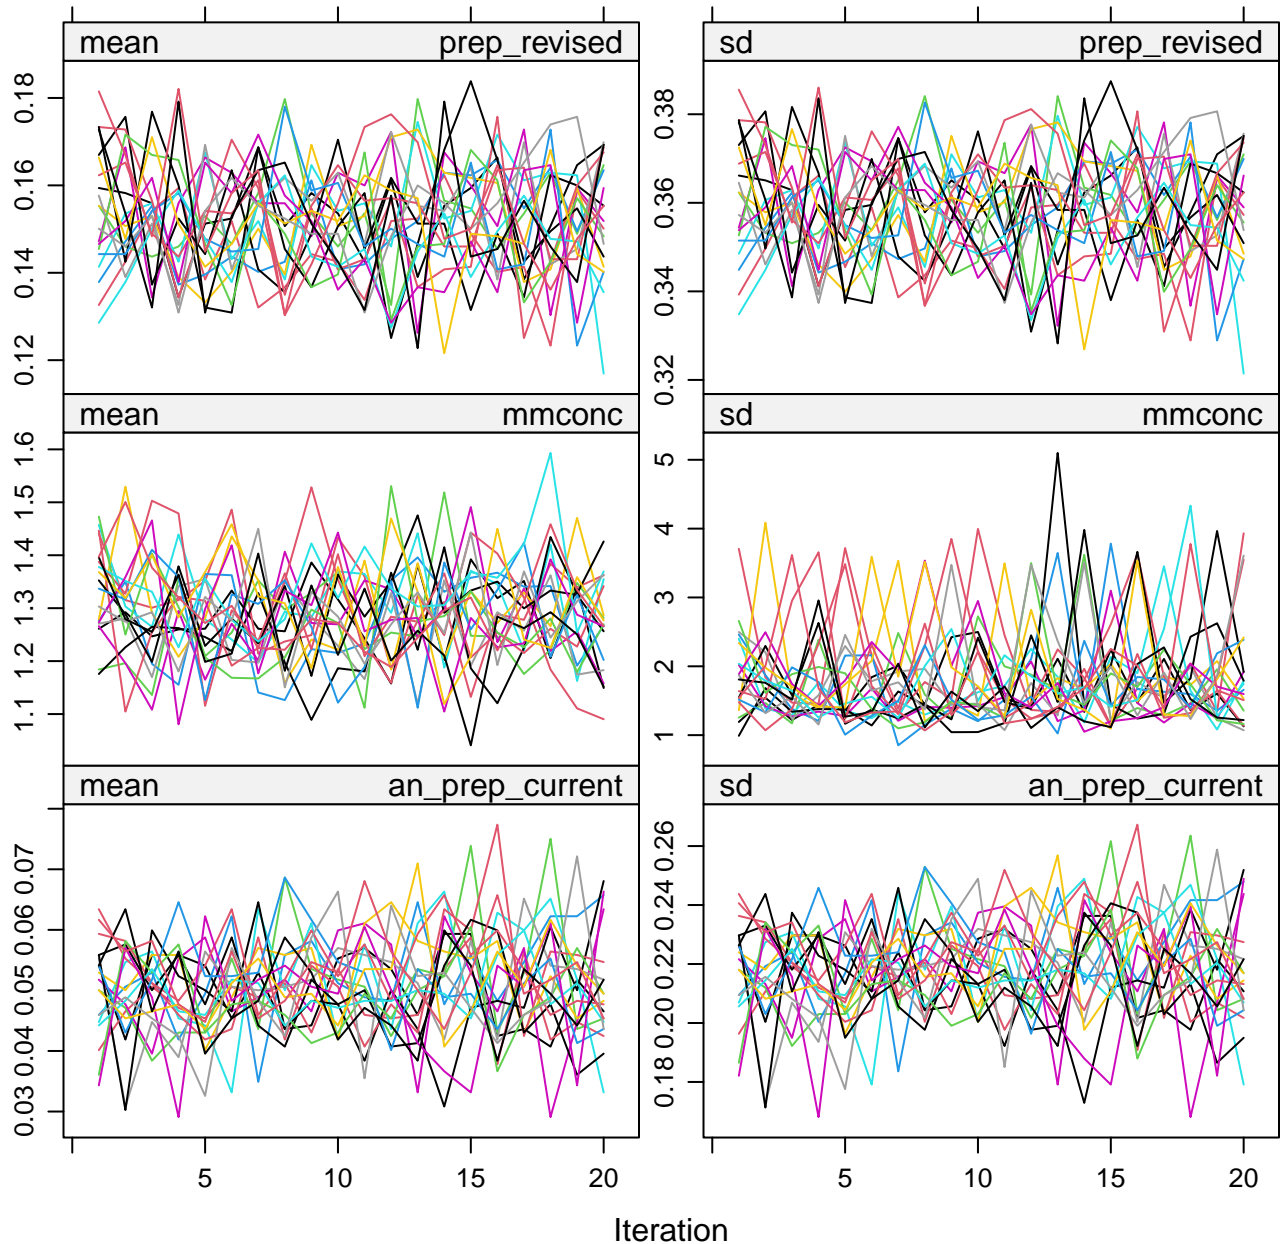 mean prep_revised sd prep_revised
0.18 0.16 0.14 0.12
0.38 0.36 0.34 0.32
mean mmconc sd mmconc
1.6 1.5 1.4 1.3 1.2 1.1
5 4 3 2 1
mean an_prep_current sd an_prep_current
0.07 0.06 0.05 0.04 0.03
0.26 0.24 0.22 0.20 0.18
5 10 15 20 5 10 15 20
Iteration